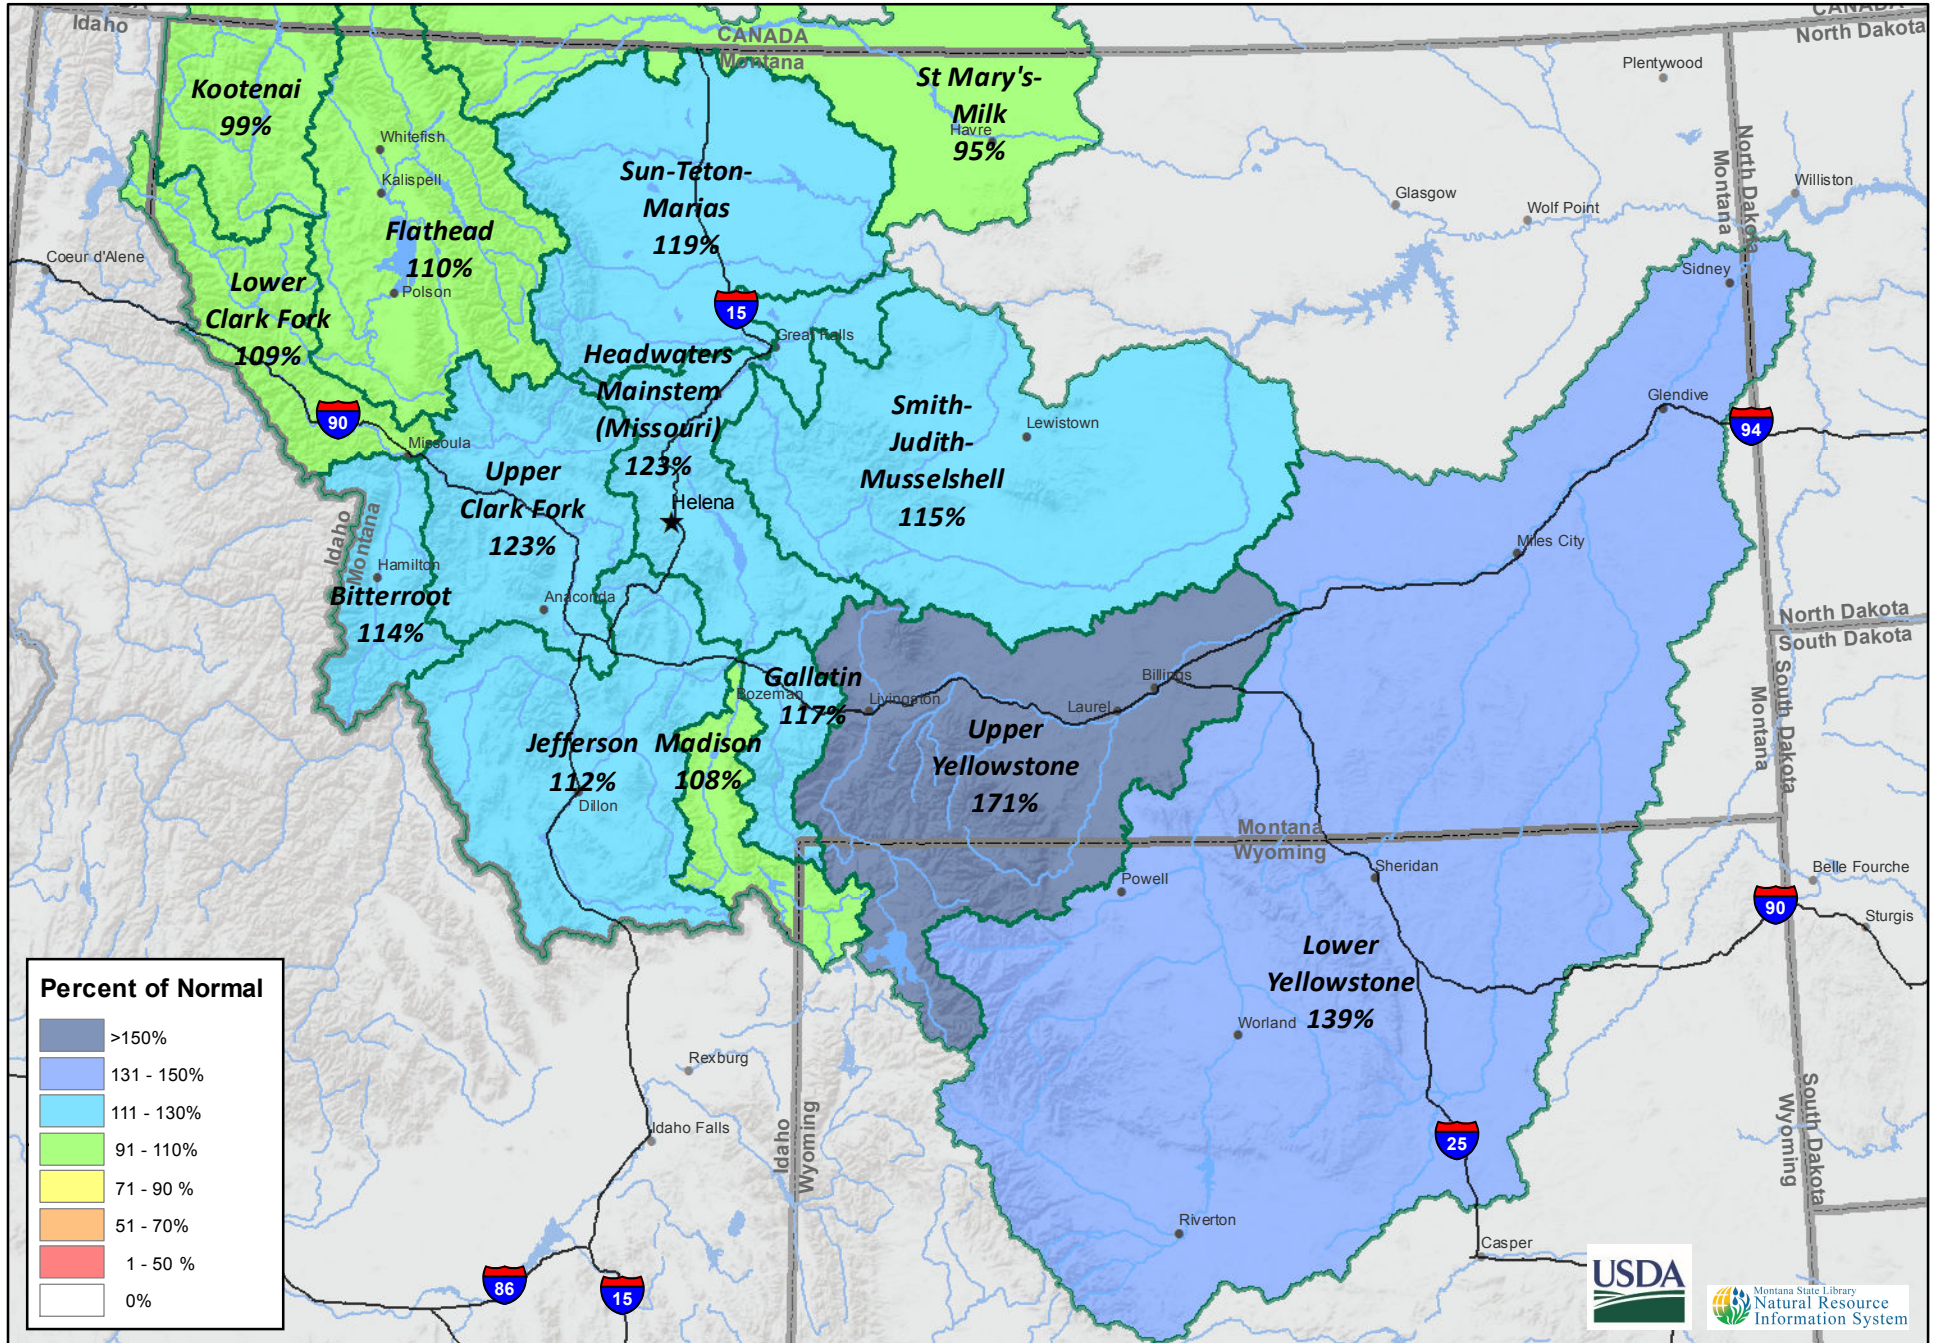 Idaho
CANADA
Montana
CANADA
North Dakota
Kootenai
99%
St Mary's-
Milk
Havre
95%
Plentywood
Whitefish
Kalispell
Sun-Teton-
Marias
119%
North Dakota
Montana
Williston
Glasgow
Wolf Point
Flathead
110%
Polson
Coeur d'Alene
Lower
Clark Fork
109%
Sidney
15
Great Falls
Headwaters
Mainstem
(Missouri)
123%
Smith-
Judith-
Musselshell
115%
Lewistown
Glendive
94
90
Missoula
Upper
Clark Fork
123%
Helena
Idaho
Montana
Hamilton
Bitterroot
114%
Anaconda
Miles City
North Dakota
South Dakota
South Dakota
Montana
Gallatin
117%
Bozeman
Livingston
Laurel
Billings
Upper
Yellowstone
171%
Jefferson
112%
Dillon
Madison
108%
Montana
Wyoming
Sheridan
Powell
Belle Fourche
90
Sturgis
Lower
Yellowstone
139%
Worland
Rexburg
Idaho Falls
Idaho
Wyoming
South Dakota
Wyoming
25
Riverton
Casper
86
15
Percent of Normal
>150%
131 - 150%
111 - 130%
91 - 110%
71 - 90 %
51 - 70%
1 - 50 %
0%
USDA
Montana State Library
Natural Resource
Information System